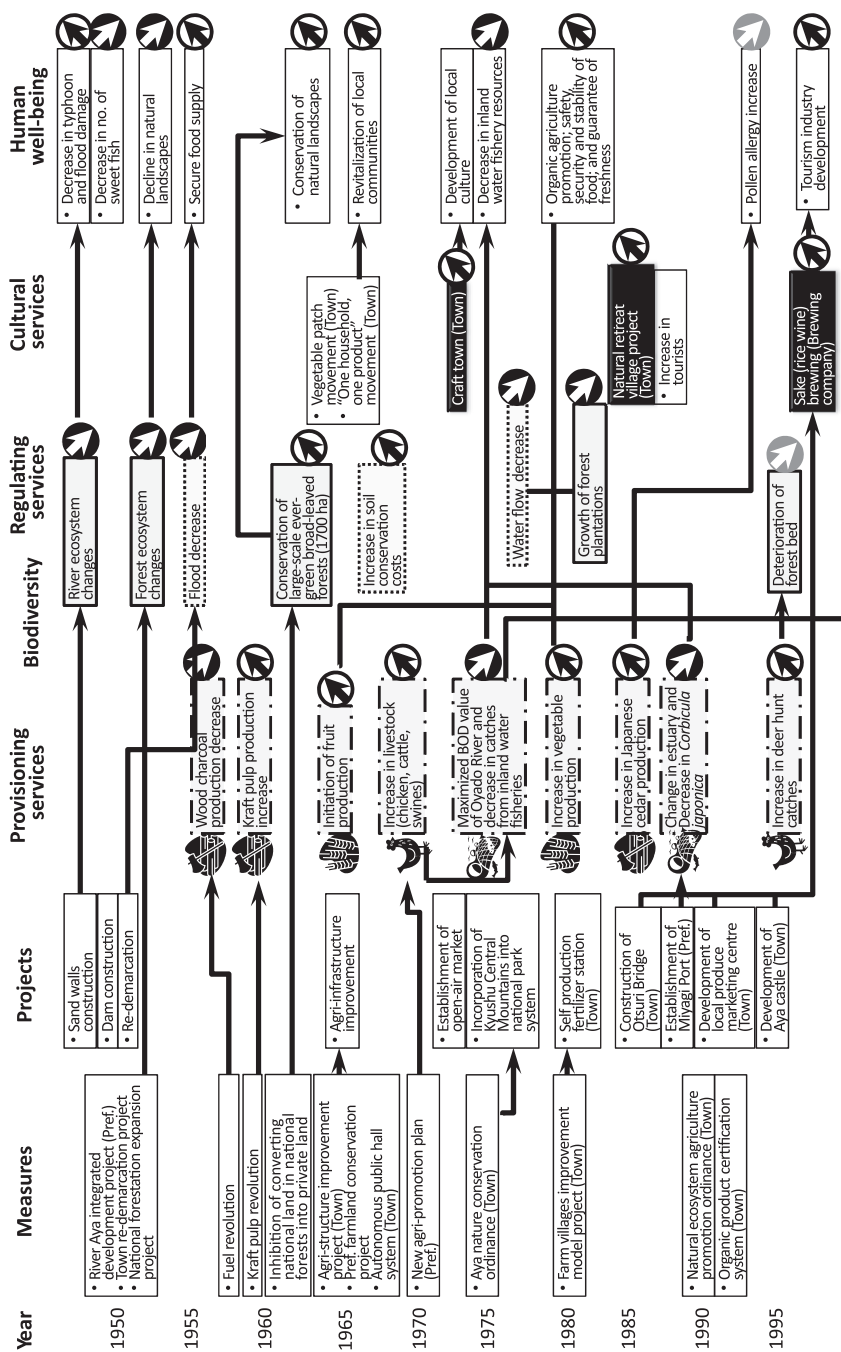 Year
Measures
Projects
Provisioning
services
Biodiversity
Regulating
services
Cultural
services
Human
well-being
1950
1955
1960
1965
1970
1975
1980
1985
1990
1995
• River Aya integrated
development project (Pref.)
• Town re-demarcation project
• National forestation expansion
project
• Fuel revolution
• Kraft pulp revolution
• Inhibition of converting
national land in national
forests into private land
• Agri-structure improvement
project (Town)
• Pref. farmland conservation
project
• Autonomous public hall
system (Town)
• New agri-promotion plan
(Pref.)
• Aya nature conservation
ordinance (Town)
• Farm villages improvement
model project (Town)
• Natural ecosystem agriculture
promotion ordinance (Town)
• Organic product certification
system (Town)
• Sand walls
construction
• Dam construction
• Re-demarcation
• Agri-infrastructure
improvement
• Establishment of
open-air market
• Incorporation of
Kyushu Central
Mountains into
national park
system
• Self production
fertilizer station
(Town)
• Construction of
Otsuri Bridge
(Town)
• Establishment of
Miyagi Port (Pref.)
• Development of
local produce
marketing centre
(Town)
• Development of
Aya castle (Town)
Wood charcoal
production decrease
Kraft pulp production
increase
Initiation of fruit
production
Increase in livestock
(chicken, cattle,
swines)
Maximized BOD value
of Oyado River and
decrease in catches
from inland water
fisheries
Increase in vegetable
production
Increase in Japanese
cedar production
Change in estuary and
Decrease in Corbicula
japonica
Increase in deer hunt
catches
River ecosystem
changes
Forest ecosystem
changes
Flood decrease
Conservation of
large-scale ever-
green broad-leaved
forests (1700 ha)
Increase in soil
conservation
costs
Water flow decrease
Growth of forest
plantations
Deterioration of
forest bed
• Vegetable patch
movement (Town)
• "One household,
one product"
movement (Town)
Craft town (Town)
Natural retreat
village project
(Town)
• Increase in
tourists
Sake (rice wine)
brewing (Brewing
company)
• Decrease in typhoon
and flood damage
• Decrease in no. of
sweet fish
• Decline in natural
landscapes
• Secure food supply
• Conservation of
natural landscapes
• Revitalization of local
communities
• Development of local
culture
• Decrease in inland
water fishery resources
• Organic agriculture
promotion; safety,
security and stability of
food; and guarantee of
freshness
• Pollen allergy increase
• Tourism industry
development